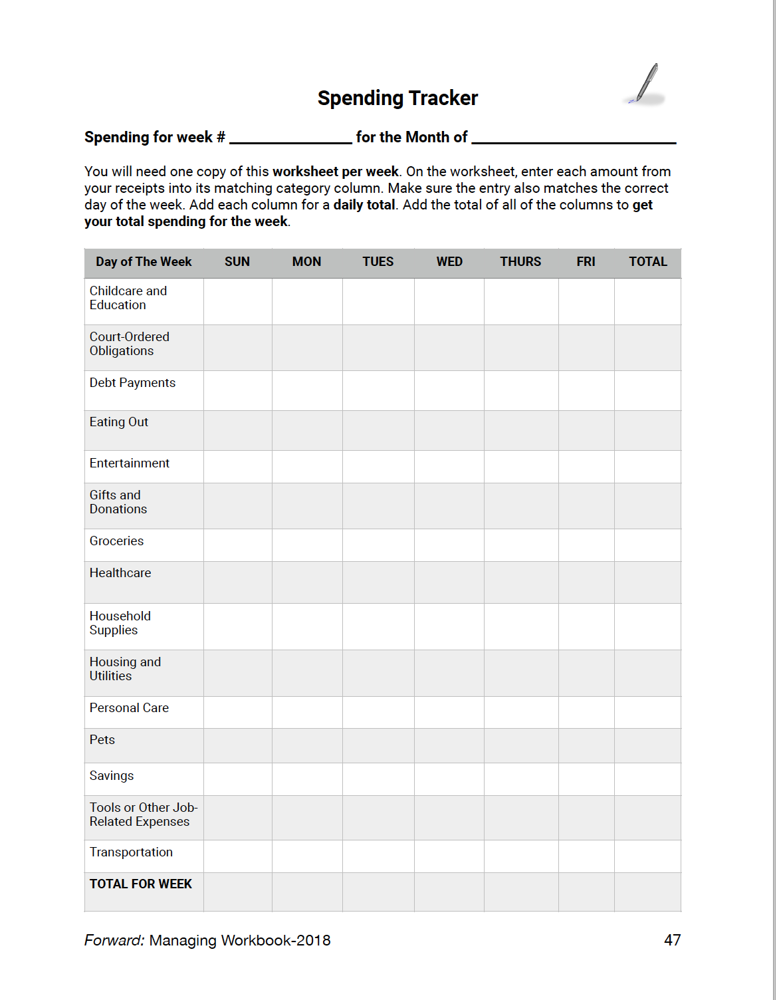 Spending Tracker
Spending for week # _______________ for the Month of _________________________
You will need one copy of this worksheet per week. On the worksheet, enter each amount from
your receipts into its matching category column. Make sure the entry also matches the correct
day of the week. Add each column for a daily total. Add the total of all of the columns to get
your total spending for the week.
Day of The Week SUN MON TUES WED THURS FRI TOTAL
Childcare and
Education
Court-Ordered
Obligations
Debt Payments
Eating Out
Entertainment
Gifts and
Donations
Groceries
Healthcare
Household
Supplies
Housing and
Utilities
Personal Care
Pets
Savings
Tools or Other Job-
Related Expenses
Transportation
TOTAL FOR WEEK
Forward: Managing Workbook-2018 47